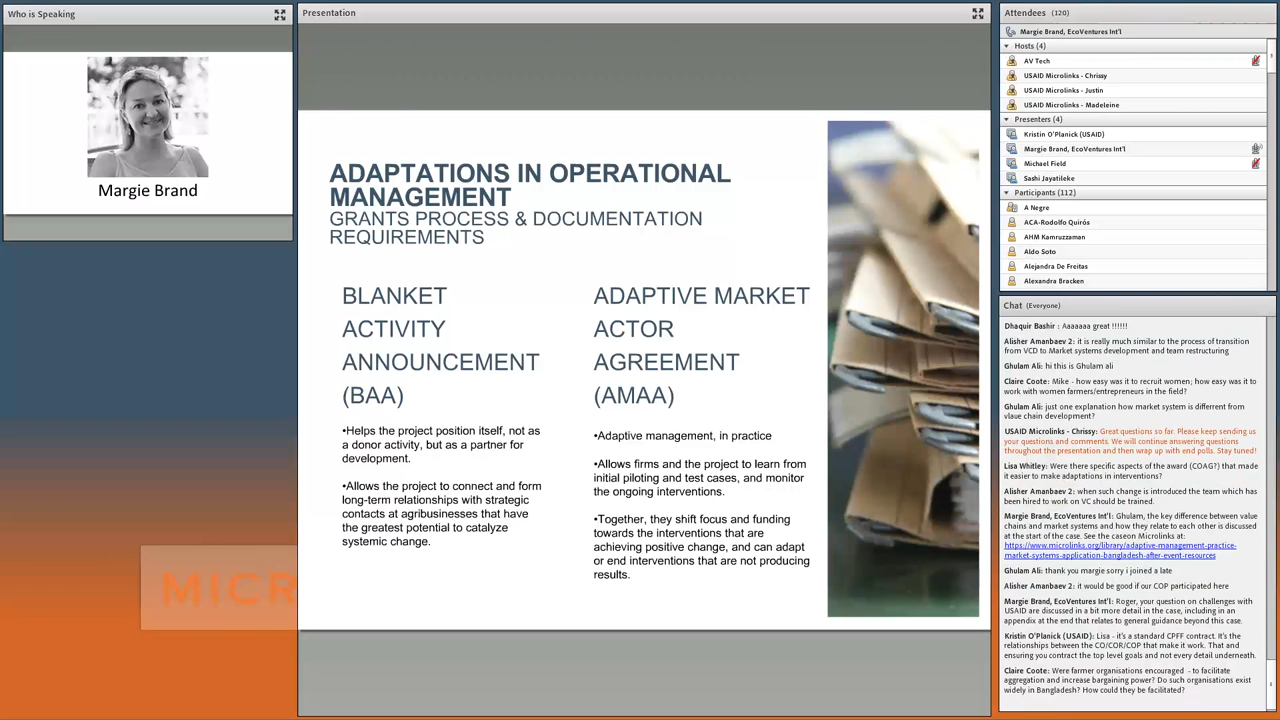 Who is Speaking
Margie Brand
Presentation
ADAPTATIONS IN OPERATIONAL
MANAGEMENT
GRANTS PROCESS & DOCUMENTATION
REQUIREMENTS
BLANKET
ACTIVITY
ANNOUNCEMENT
(BAA)
•Helps the project position itself, not as
a donor activity, but as a partner for
development.
•Allows the project to connect and form
long-term relationships with strategic
contacts at agribusinesses that have
the greatest potential to catalyze
systemic change.
ADAPTIVE MARKET
ACTOR
AGREEMENT
(AMAA)
•Adaptive management, in practice
•Allows firms and the project to learn from
initial piloting and test cases, and monitor
the ongoing interventions.
•Together, they shift focus and funding
towards the interventions that are
achieving positive change, and can adapt
or end interventions that are not producing
results.
MICR
Attendees (120)
Margie Brand, EcoVentures Int'l
Hosts (4)
AV Tech
USAID Microlinks - Chrissy
USAID Microlinks - Justin
USAID Microlinks - Madeleine
Presenters (4)
Kristin O'Planick (USAID)
Margie Brand, EcoVentures Int'l
Michael Field
Sashi Jayatileke
Participants (112)
A Negre
ACA-Rodolfo Quirós
AHM Kamruzzaman
Aldo Soto
Alejandra De Freitas
Alexandra Bracken
Chat (Everyone)
Dhaquir Bashir : Aaaaaaa great !!!!!!
Alisher Amanbaev 2: it is really much similar to the process of transition
from VCD to Market systems development and team restructuring
Ghulam Ali: hi this is Ghulam ali
Claire Coote: Mike - how easy was it to recruit women; how easy was it to
work with women farmers/entrepreneurs in the field?
Ghulam Ali: just one explanation how market system is differrent from
vlaue chain development?
USAID Microlinks - Chrissy: Great questions so far. Please keep sending us
your questions and comments. We will continue answering questions
throughout the presentation and then wrap up with end polls. Stay tuned!
Lisa Whitley: Were there specific aspects of the award (COAG?) that made
it easier to make adaptations in interventions?
Alisher Amanbaev 2: when such change is introduced the team which has
been hired to work on VC should be trained.
Margie Brand, EcoVentures Int'l: Ghulam, the key difference between value
chains and market systems and how they relate to each other is discussed
at the start of the case. See the caseon Microlinks at:
https://www.microlinks.org/library/adaptive-management-practice-
market-systems-application-bangladesh-after-event-resources
Ghulam Ali: thank you margie sorry i joined a late
Alisher Amanbaev 2: it would be good if our COP participated here
Margie Brand, EcoVentures Int'l: Roger, your question on challenges with
USAID are discussed in a bit more detail in the case, including in an
appendix at the end that relates to general guidance beyond this case.
Kristin O'Planick (USAID): Lisa - it's a standard CPFF contract. It's the
relationships between the CO/COR/COP that make it work. That and
ensuring you contract the top level goals and not every detail underneath.
Claire Coote: Were farmer organisations encouraged - to facilitate
aggregation and increase bargaining power? Do such organisations exist
widely in Bangladesh? How could they be facilitated?